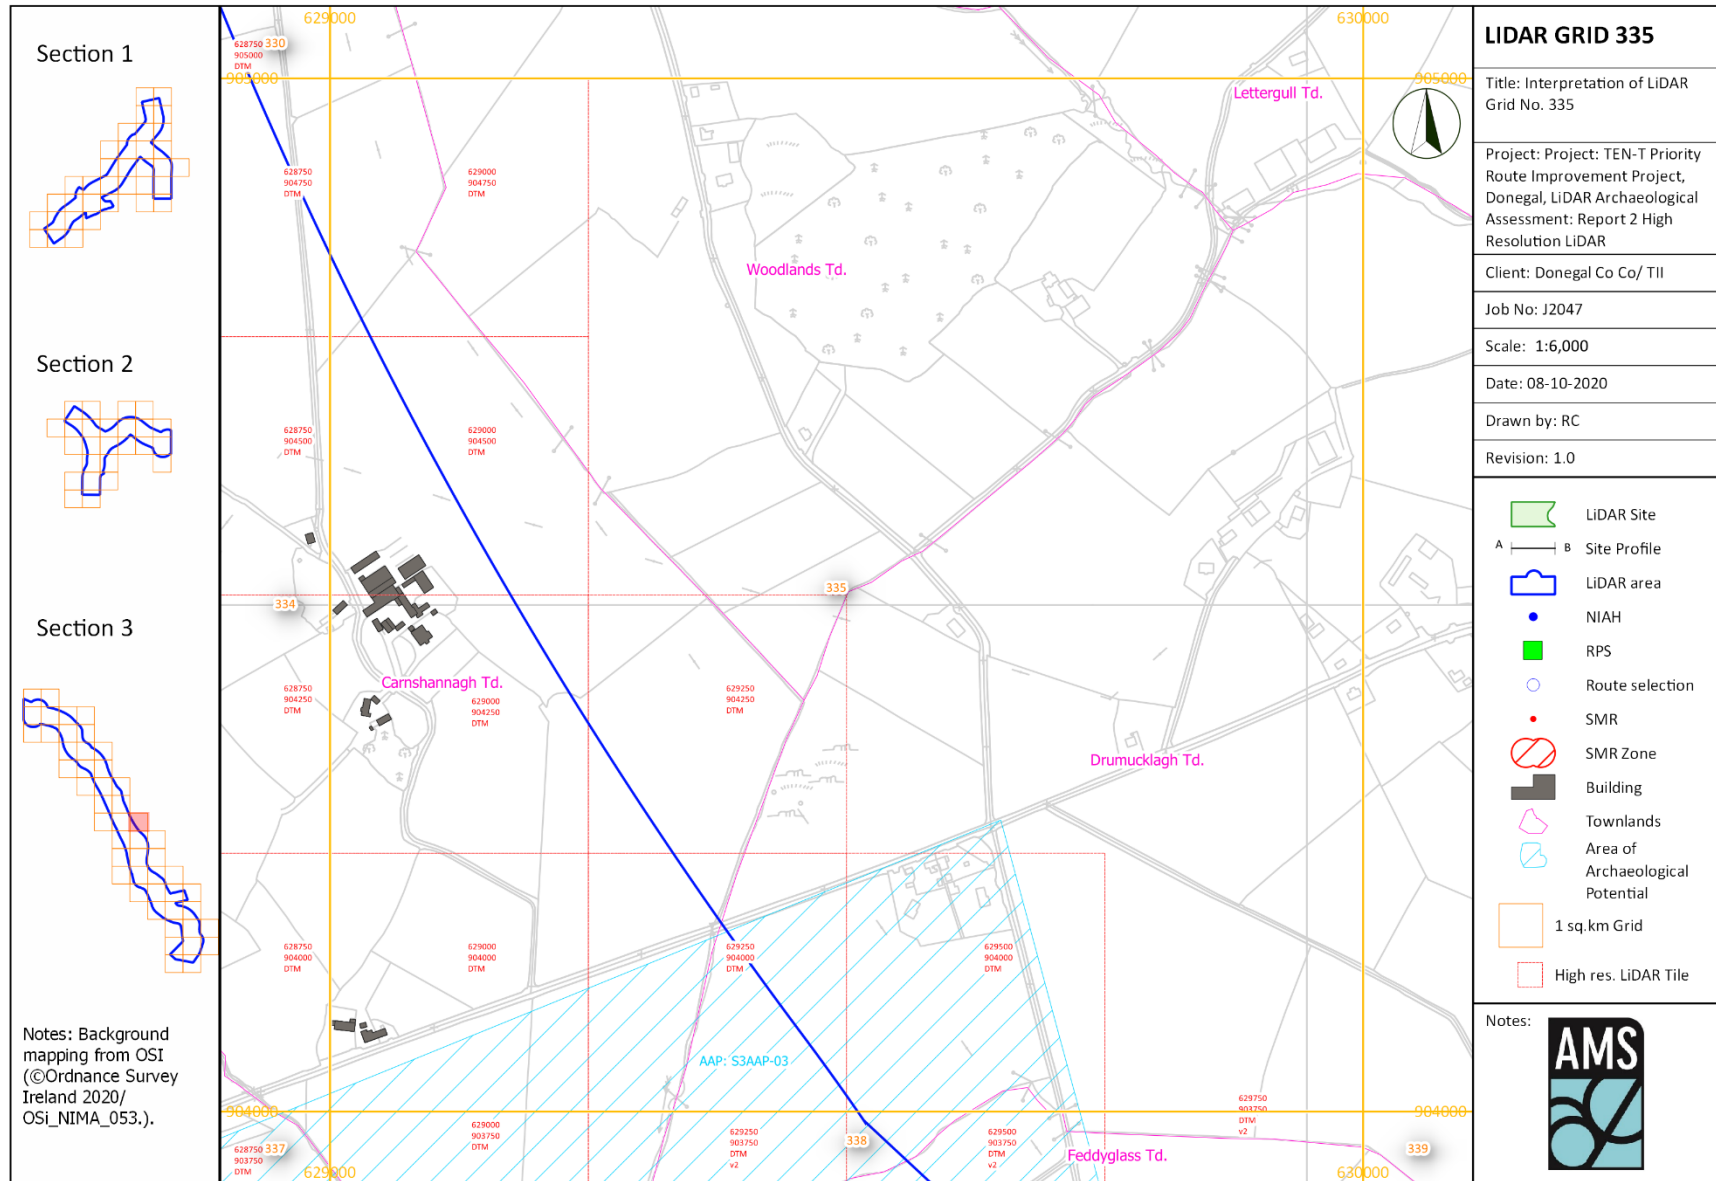 Section 1
Section 2
Section 3
Notes: Background
mapping from OSI
(©Ordnance Survey
Ireland 2020/
OSi_NIMA_053.).
629000
630000
628750
905000
DTM
330
905000
905000
Lettergull Td.
628750
904750
DTM
629000
904750
DTM
Woodlands Td.
628750
904500
DTM
629000
904500
DTM
334
335
Carnshannagh Td.
628750
904250
DTM
629000
904250
DTM
629250
904250
DTM
Drumucklagh Td.
628750
904000
DTM
629000
904000
DTM
629250
904000
DTM
629500
904000
DTM
AAP: S3AAP-03
904000
904000
628750
903750
DTM
337
629000
903750
DTM
629250
903750
DTM
v2
338
629500
903750
DTM
v2
629750
903750
DTM
v2
Feddyglass Td.
339
629000
630000
LIDAR GRID 335
Title: Interpretation of LiDAR
Grid No. 335
Project: Project: TEN-T Priority
Route Improvement Project,
Donegal, LiDAR Archaeological
Assessment: Report 2 High
Resolution LiDAR
Client: Donegal Co Co/ TII
Job No: J2047
Scale: 1:6,000
Date: 08-10-2020
Drawn by: RC
Revision: 1.0
LiDAR Site
A B Site Profile
LiDAR area
NIAH
RPS
Route selection
SMR
SMR Zone
Building
Townlands
Area of
Archaeological
Potential
1 sq.km Grid
High res. LiDAR Tile
Notes:
AMS